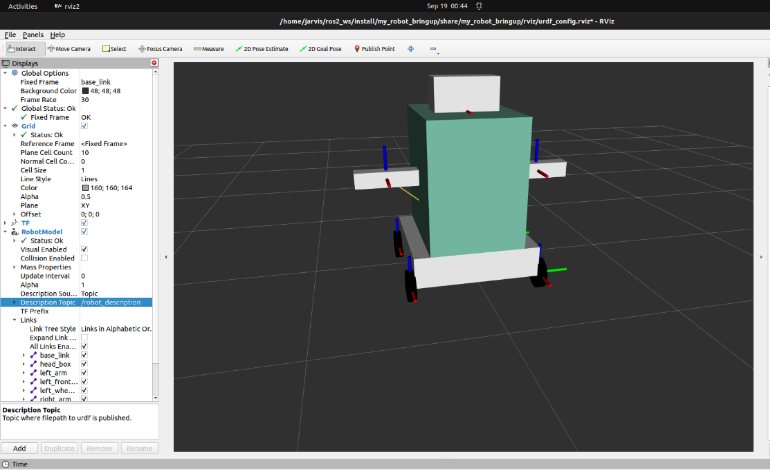 Activities rviz2 Sep 19 00:44
/home/jarvis/ros2_ws/install/my_robot_bringup/share/my_robot_bringup/rviz/urdf_config.rviz* - RViz
File Panels Help
Interact Move Camera Select Focus Camera Measure 2D Pose Estimate 2D Goal Pose Publish Point
Displays
Global Options
Fixed Frame base_link
Background Color 48; 48; 48
Frame Rate 30
Global Status: Ok
Fixed Frame OK
Grid
Status: Ok
Reference Frame <Fixed Frame>
Plane Cell Count 10
Normal Cell Co...
Cell Size 1
Line Style Lines
Color 160; 160; 164
Alpha 0.5
Plane XY
Offset 0; 0; 0
TF
RobotModel
Status: Ok
Visual Enabled
Collision Enabled
Mass Properties
Update Interval 0
Alpha 1
Description Sou... Topic
Description Topic /robot_description
TF Prefix
Links
Link Tree Style Links in Alphabetic Or...
Expand Link ...
All Links Ena...
base_link
head_box
left_arm
left_front...
left_whe...
right_arm
Description Topic
Topic where filepath to urdf is published.
Add Duplicate Remove Rename
Time